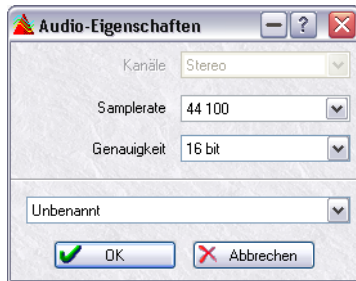 Audio-Eigenschaften
Kanäle Stereo
Samplerate 44 100
Genauigkeit 16 bit
Unbenannt
OK Abbrechen